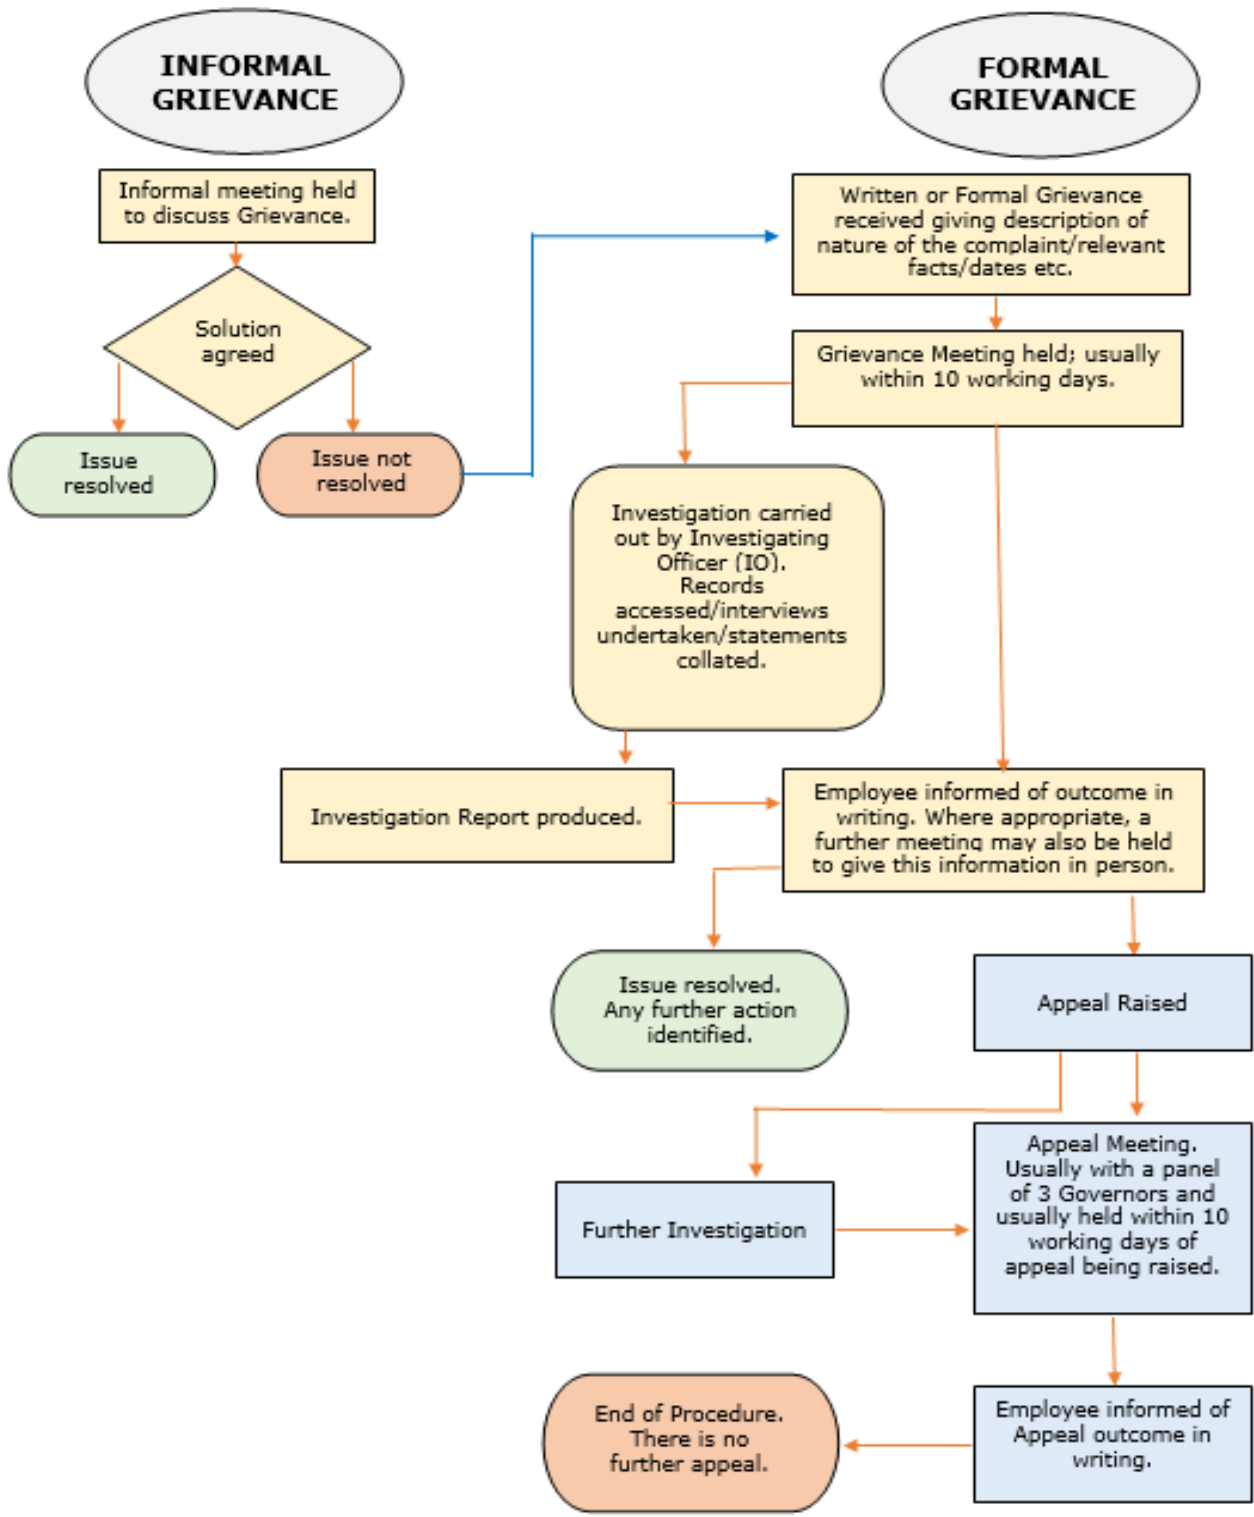 INFORMAL
GRIEVANCE
Informal meeting held
to discuss Grievance.
Solution
agreed
Issue
resolved
Issue not
resolved
FORMAL
GRIEVANCE
Written or Formal Grievance
received giving description of
nature of the complaint/relevant
facts/dates etc.
Grievance Meeting held; usually
within 10 working days.
Investigation carried
out by Investigating
Officer (IO).
Records
accessed/interviews
undertaken/statements
collated.
Investigation Report produced.
Employee informed of outcome in
writing. Where appropriate, a
further meeting may also be held
to give this information in person.
Issue resolved.
Any further action
identified.
Appeal Raised
Further Investigation
Appeal Meeting.
Usually with a panel
of 3 Governors and
usually held within 10
working days of
appeal being raised.
Employee informed of
Appeal outcome in
writing.
End of Procedure.
There is no
further appeal.